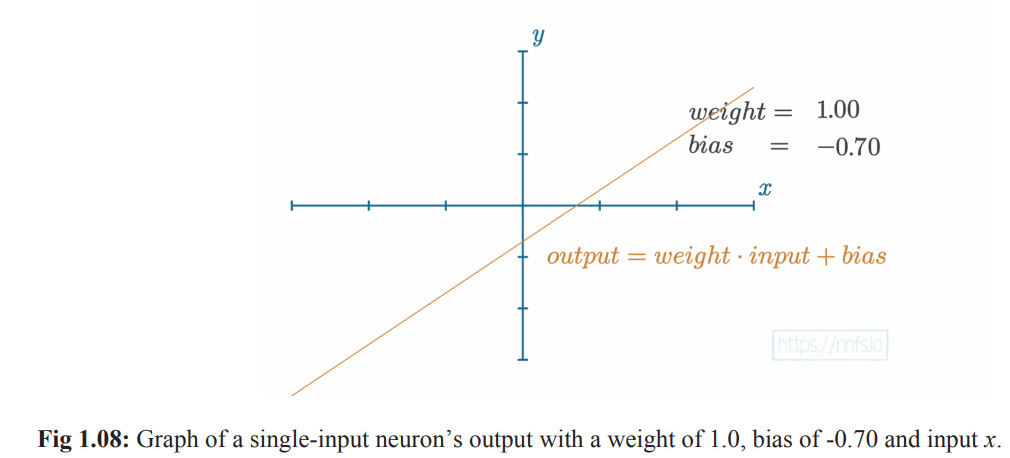 y
weight = 1.00
bias = −0.70
x
output = weight · input + bias
https://nnfs.io
Fig 1.08: Graph of a single-input neuron’s output with a weight of 1.0, bias of -0.70 and input x.